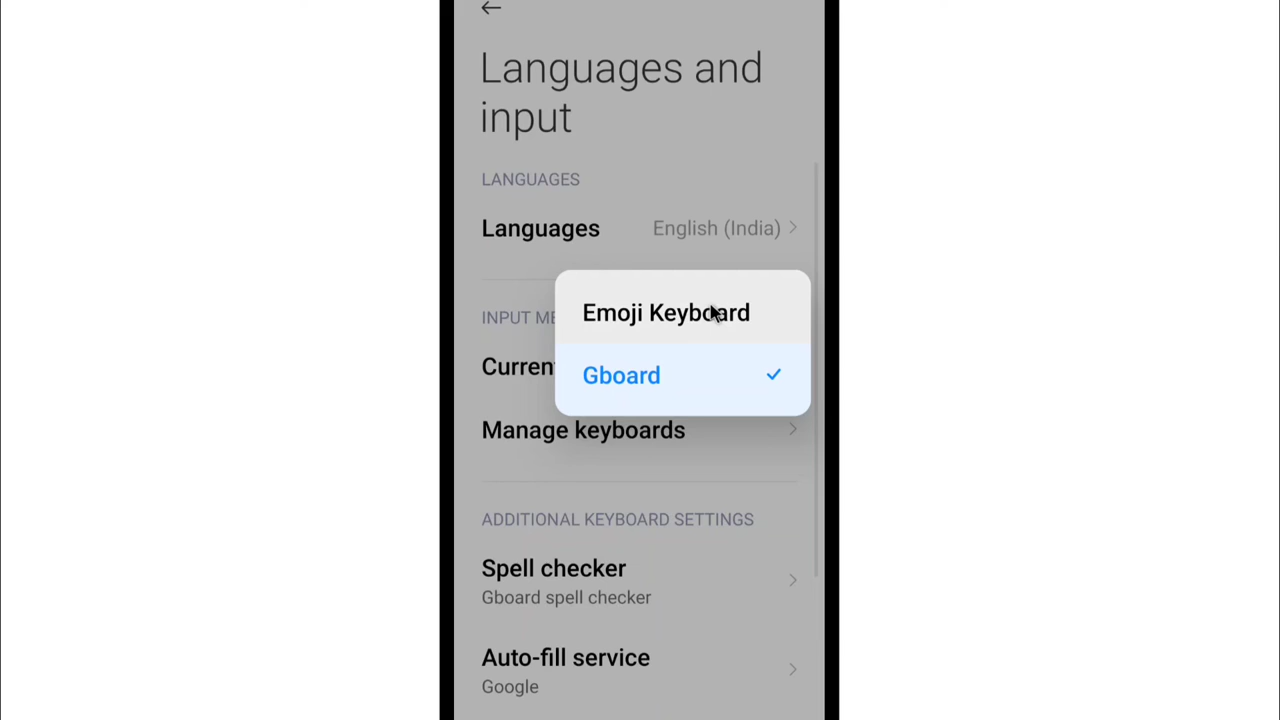 Languages and
input
LANGUAGES
Languages English (India)
Emoji Keyboard
INPUT ME
Gboard
Curren
Manage keyboards
ADDITIONAL KEYBOARD SETTINGS
Spell checker
Gboard spell checker
Auto-fill service
Google